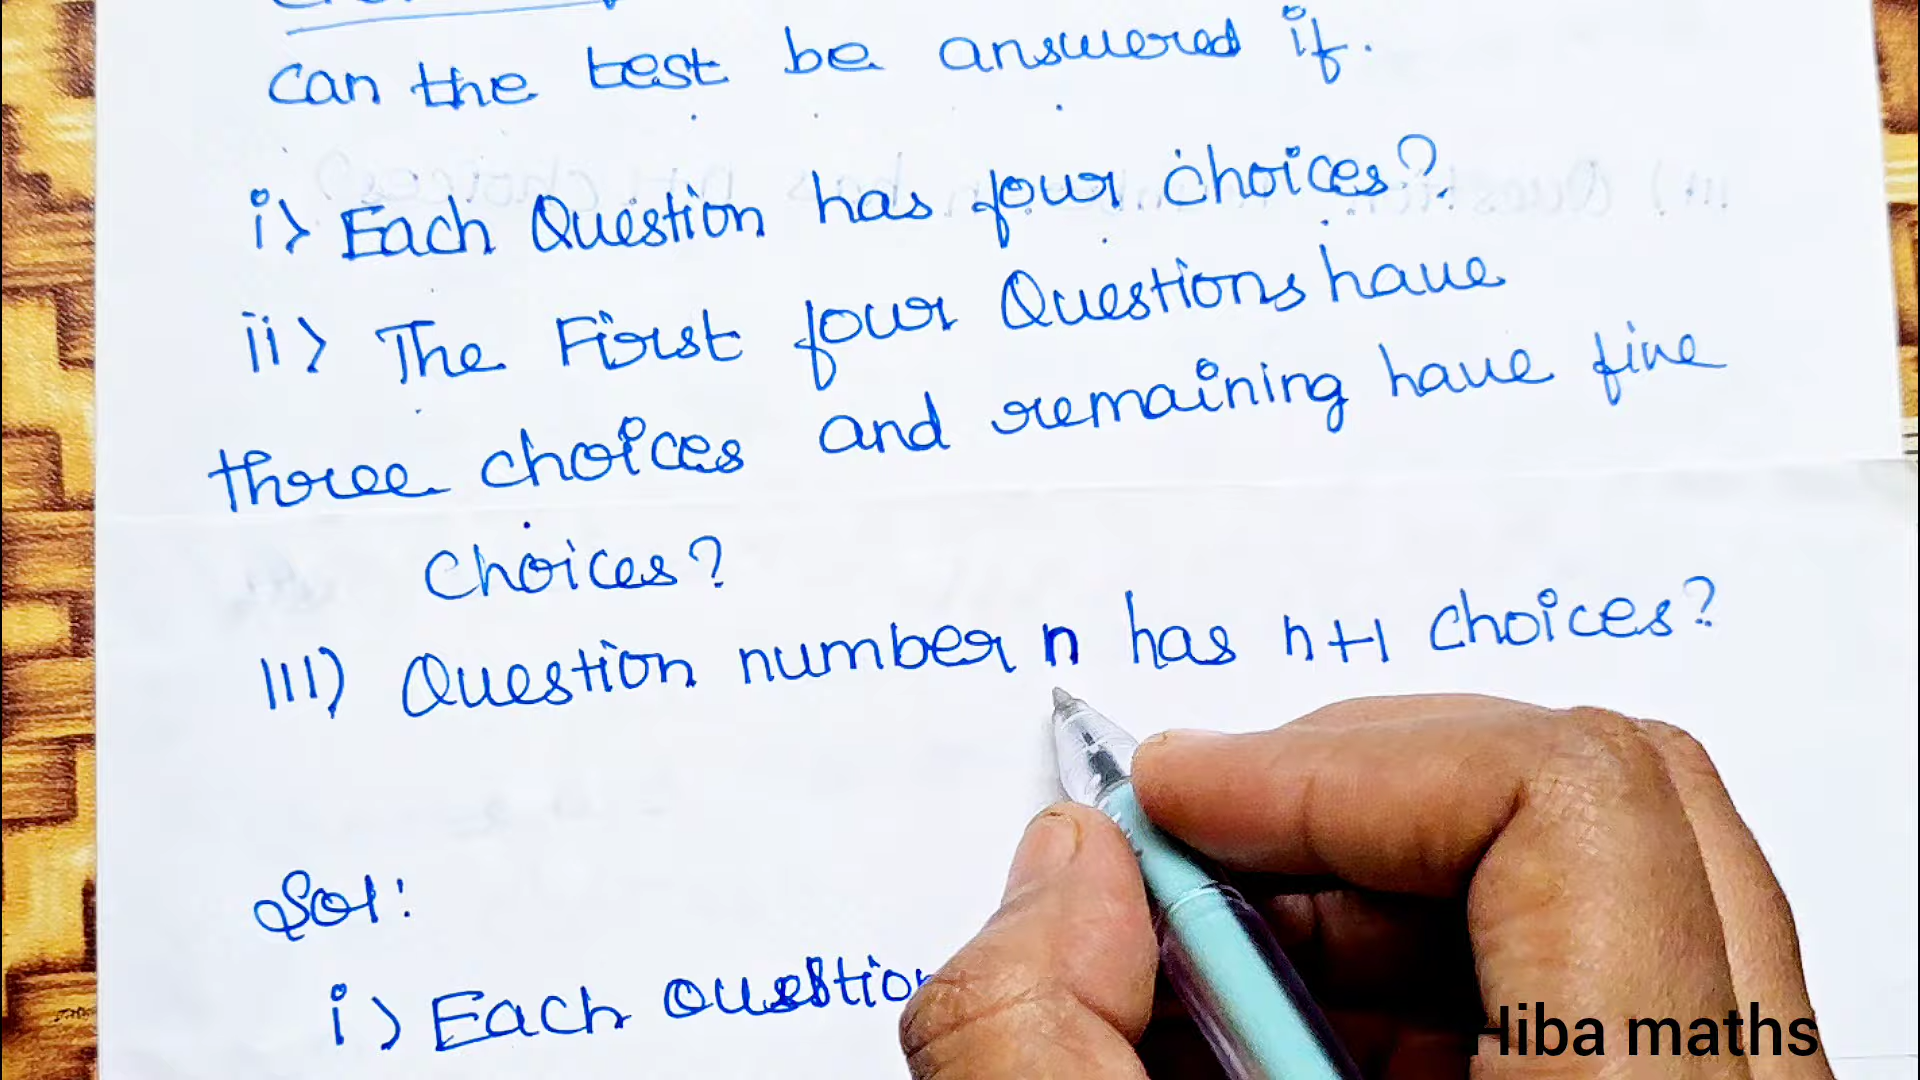 can the test be answered if.
i) Each Question has four choices?
ii) The First four Questions have
three choices and remaining have five
choices?
III) Question number n has n+1 choices?
Sol:
i) Each question
Hiba maths